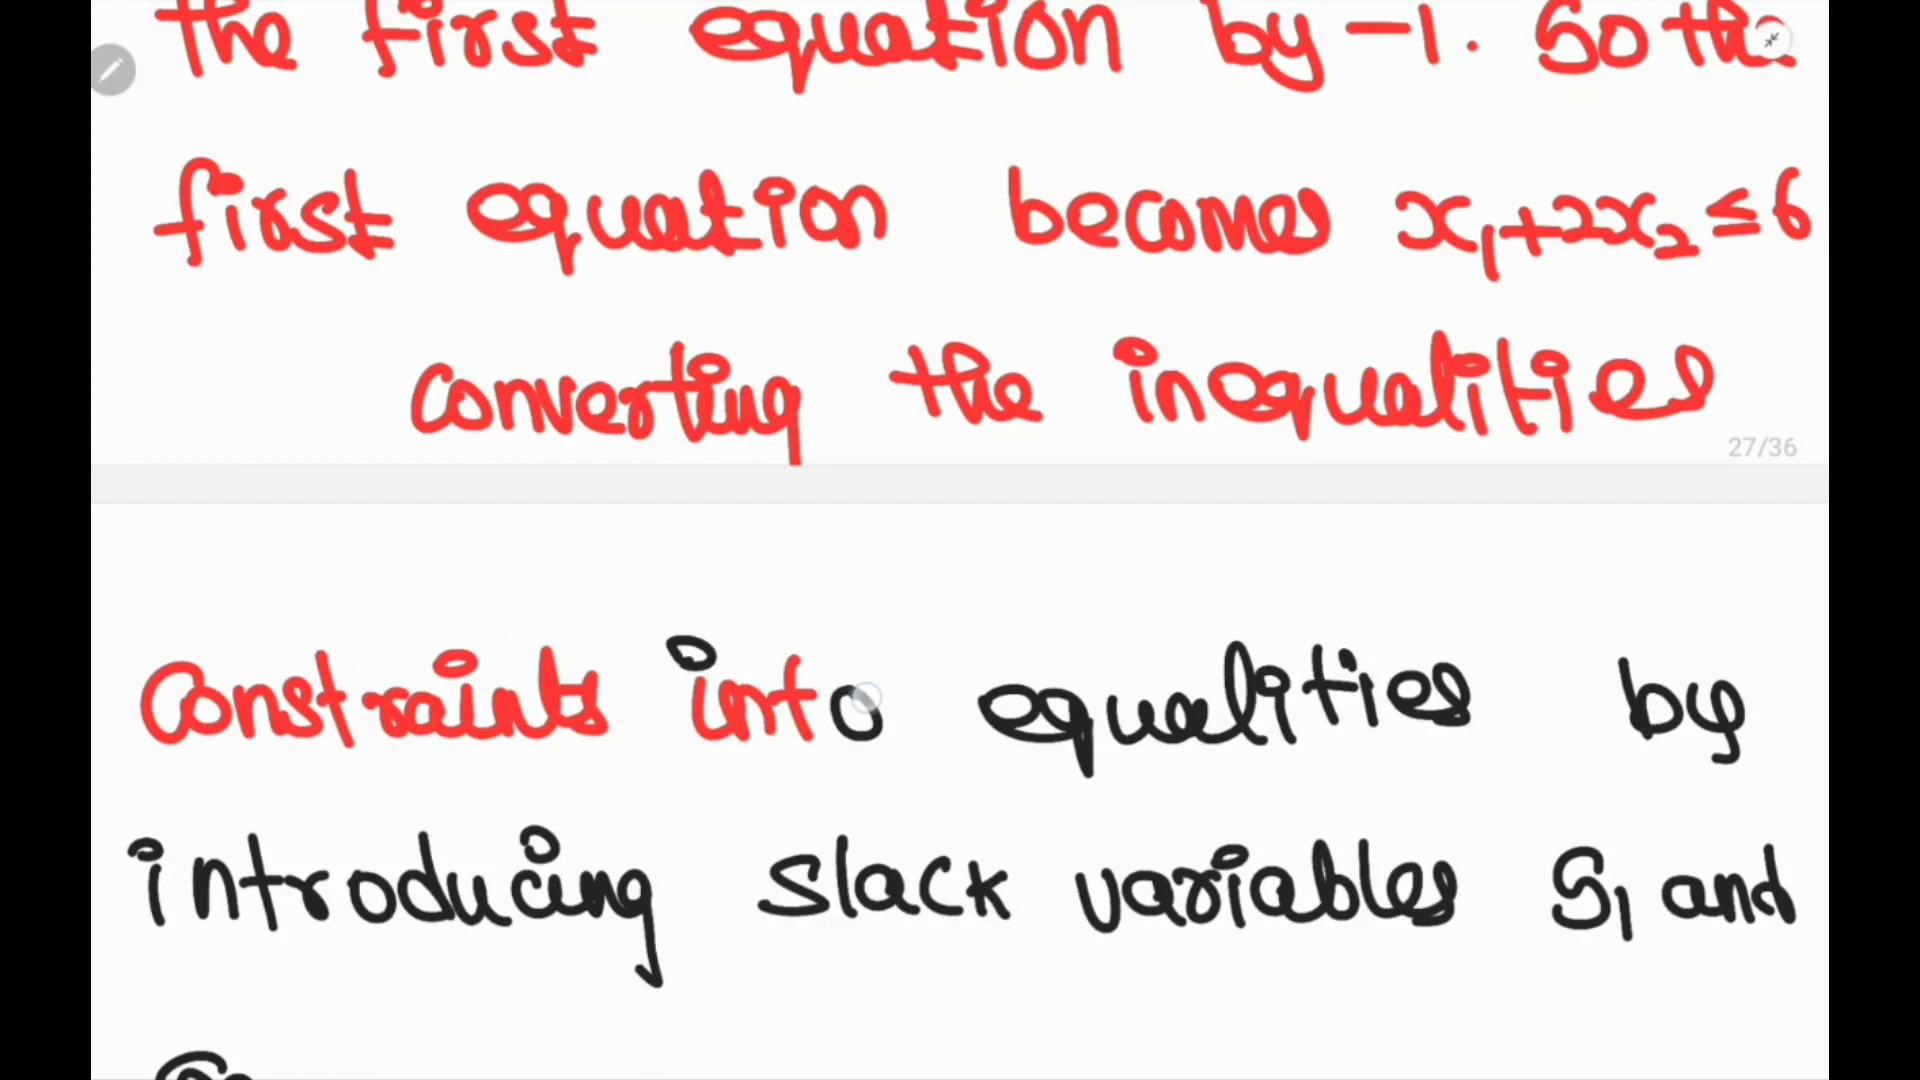 the first equation by -1. So the
first equation becomes x₁+2x₂≤6
converting the inequalities
27/36
Constraints into equalities by
introducing slack variables S₁ and